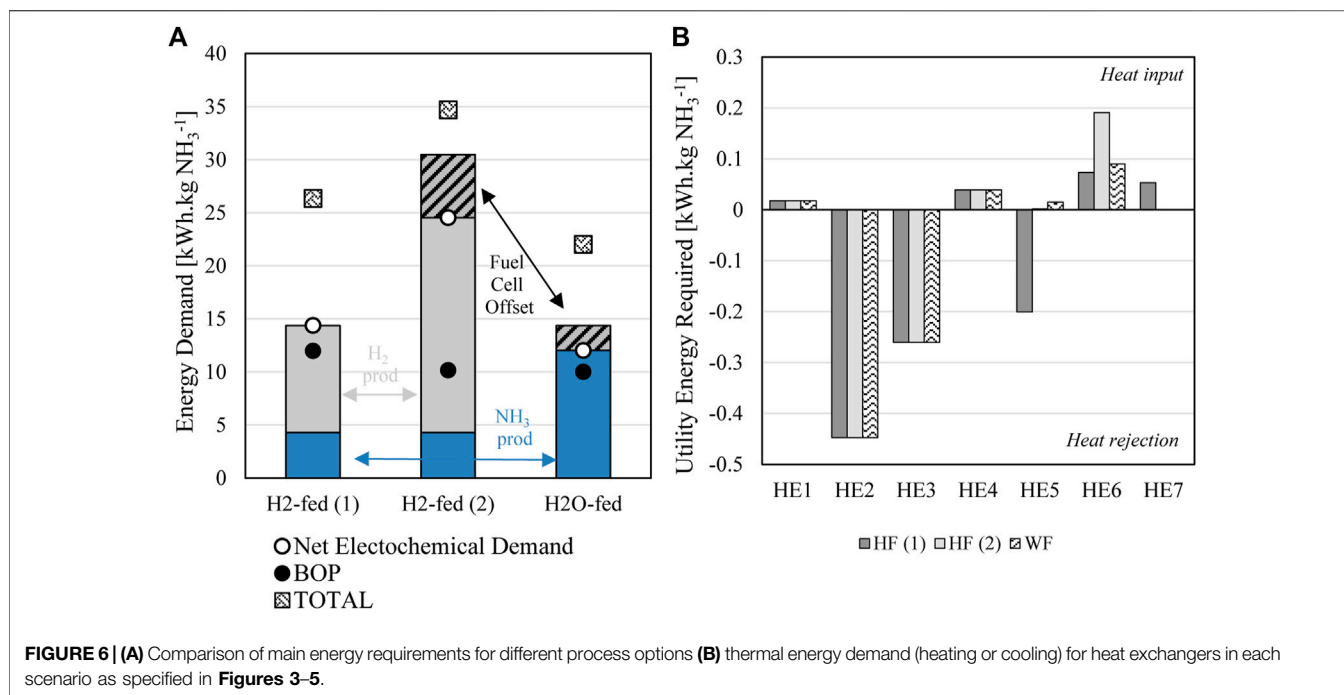 A
Energy Demand [kWh.kg NH₃⁻¹]
40
35
30
25
20
15
10
5
0
H₂
prod
NH₃
prod
Fuel
Cell
Offset
H2-fed (1) H2-fed (2) H2O-fed
Net Electochemical Demand
BOP
TOTAL
B
Utility Energy Required [kWh.kg NH₃⁻¹]
0.3
0.2
0.1
0
-0.1
-0.2
-0.3
-0.4
-0.5
Heat input
Heat rejection
HE1 HE2 HE3 HE4 HE5 HE6 HE7
HF (1) HF (2) WF
FIGURE 6 | (A) Comparison of main energy requirements for different process options (B) thermal energy demand (heating or cooling) for heat exchangers in each
scenario as specified in Figures 3–5.